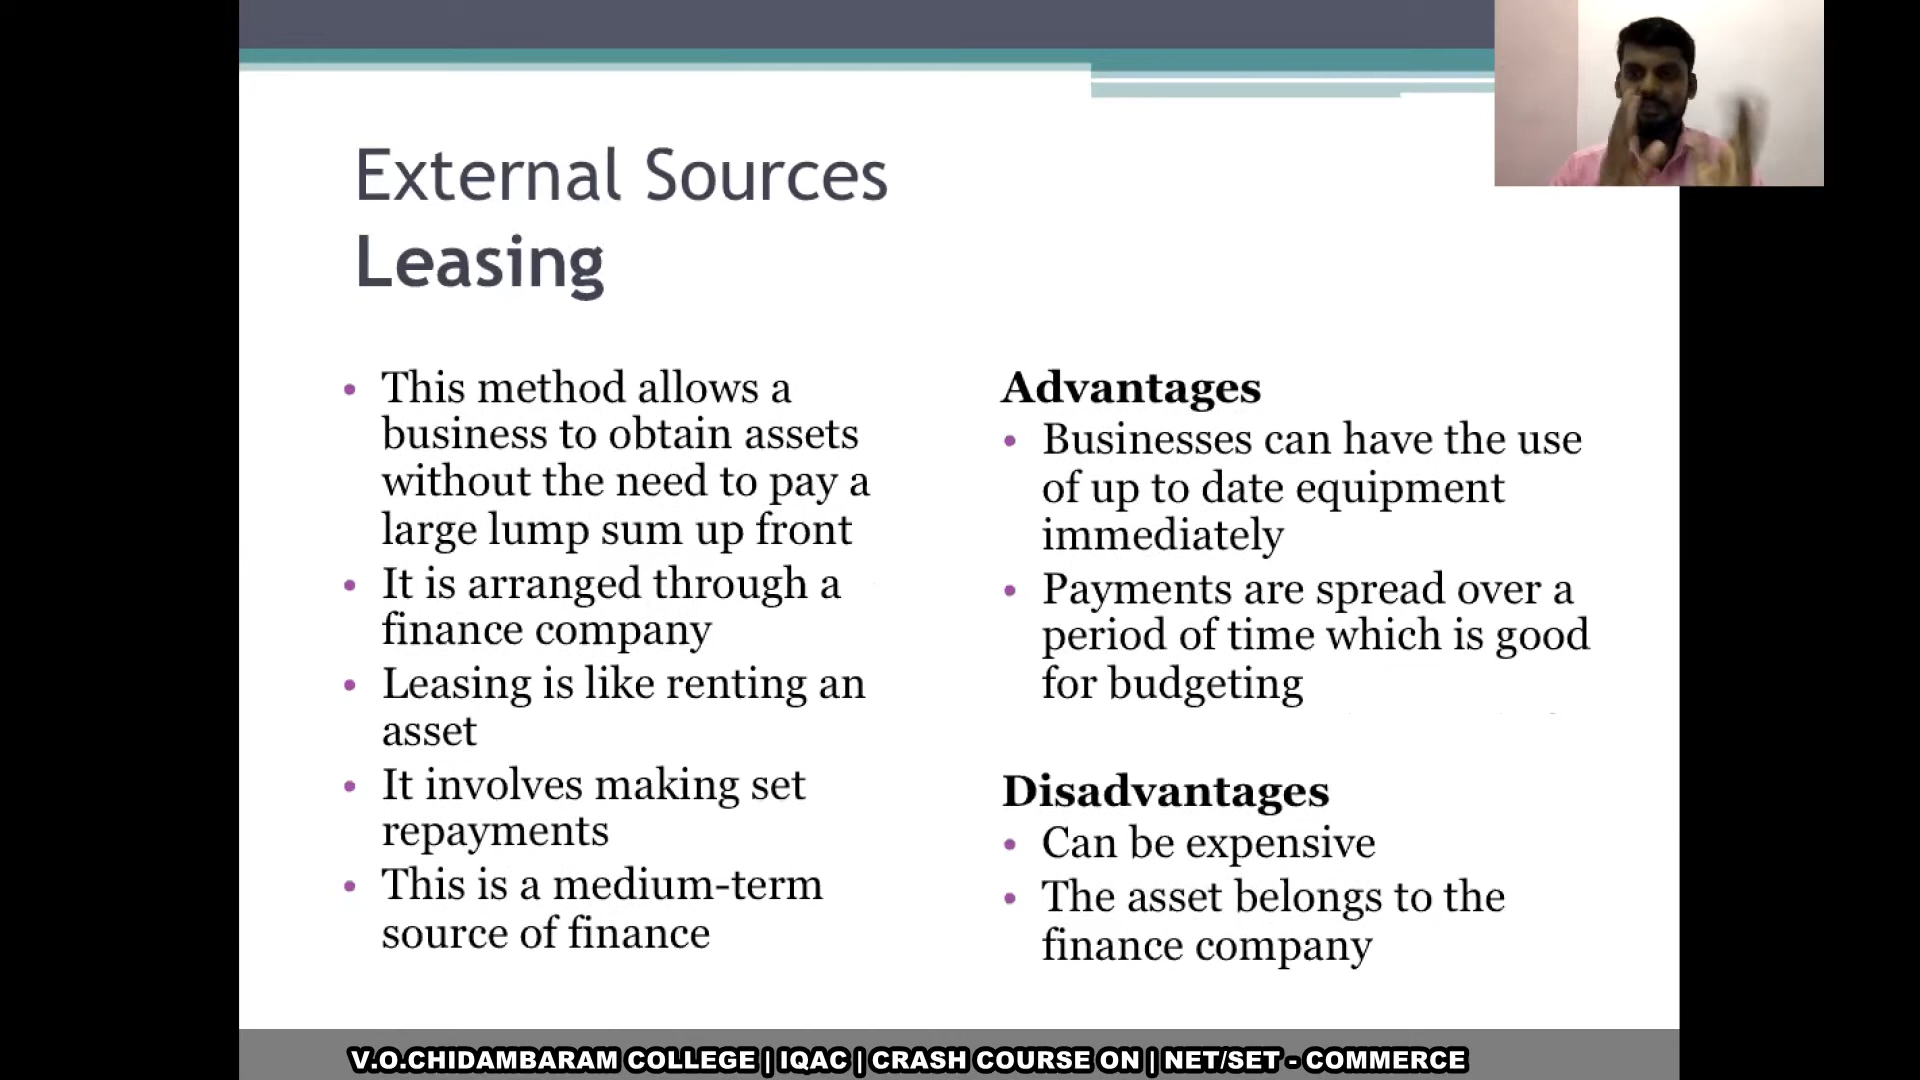 External Sources
Leasing
• This method allows a
business to obtain assets
without the need to pay a
large lump sum up front
• It is arranged through a
finance company
• Leasing is like renting an
asset
• It involves making set
repayments
• This is a medium-term
source of finance
Advantages
• Businesses can have the use
of up to date equipment
immediately
• Payments are spread over a
period of time which is good
for budgeting
Disadvantages
• Can be expensive
• The asset belongs to the
finance company
V.O.CHIDAMBARAM COLLEGE | IQAC | CRASH COURSE ON | NET/SET - COMMERCE